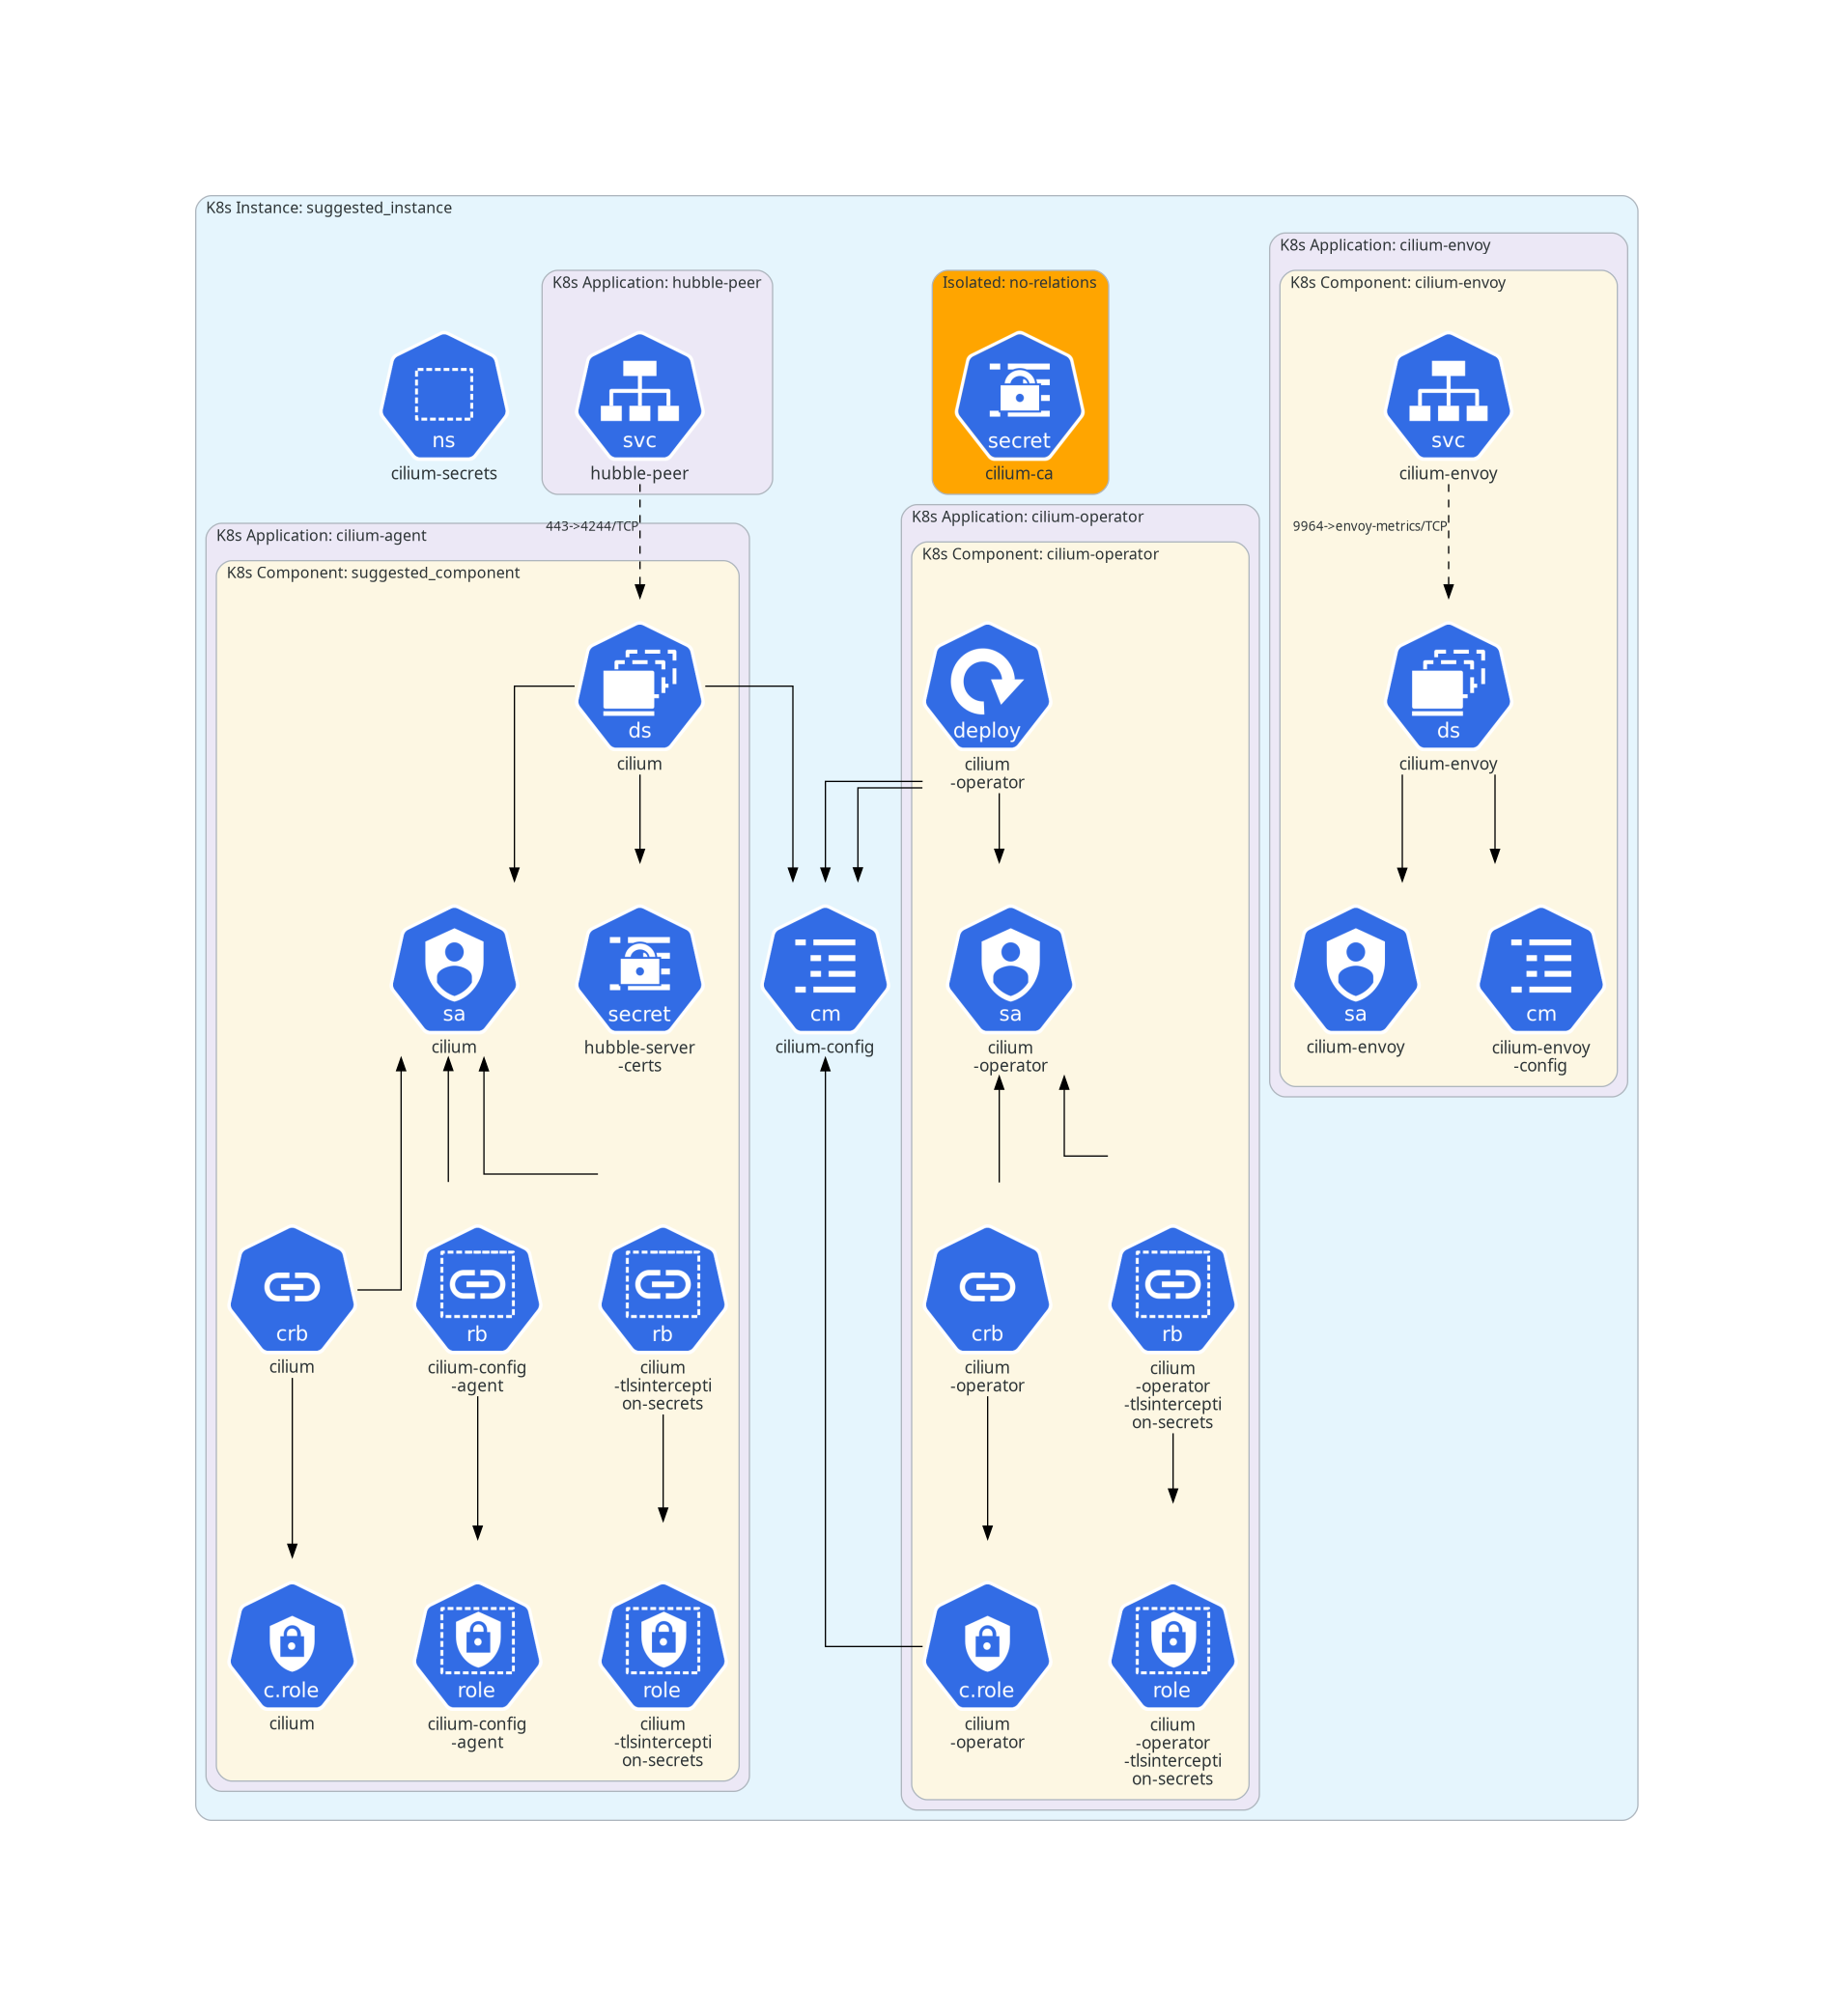 K8s Instance: suggested_instance
K8s Application: cilium-envoy
K8s Application: hubble-peer
Isolated: no-relations
K8s Component: cilium-envoy
ns
cilium-secrets
svc
hubble-peer
secret
cilium-ca
svc
cilium-envoy
443->4244/TCP
9964->envoy-metrics/TCP
K8s Application: cilium-agent
K8s Component: suggested_component
K8s Application: cilium-operator
K8s Component: cilium-operator
ds
cilium
deploy
cilium
-operator
ds
cilium-envoy
sa
cilium
secret
hubble-server
-certs
cm
cilium-config
sa
cilium
-operator
sa
cilium-envoy
cm
cilium-envoy
-config
crb
cilium
rb
cilium-config
-agent
rb
cilium
-tlsintercepti
on-secrets
crb
cilium
-operator
rb
cilium
-operator
-tlsintercepti
on-secrets
c.role
cilium
role
cilium-config
-agent
role
cilium
-tlsintercepti
on-secrets
c.role
cilium
-operator
role
cilium
-operator
-tlsintercepti
on-secrets